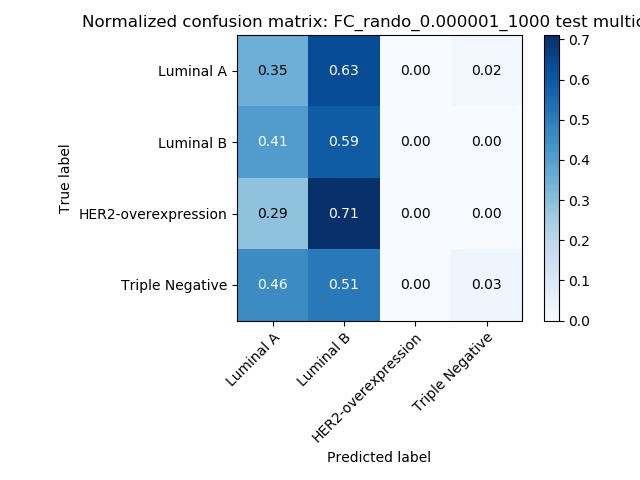 Normalized confusion matrix: FC_rando_0.000001_1000 test multic
True label
Luminal A 0.35 0.63 0.00 0.02
Luminal B 0.41 0.59 0.00 0.00
HER2-overexpression 0.29 0.71 0.00 0.00
Triple Negative 0.46 0.51 0.00 0.03
Luminal A
Luminal B
HER2-overexpression
Triple Negative
Predicted label
0.7
0.6
0.5
0.4
0.3
0.2
0.1
0.0